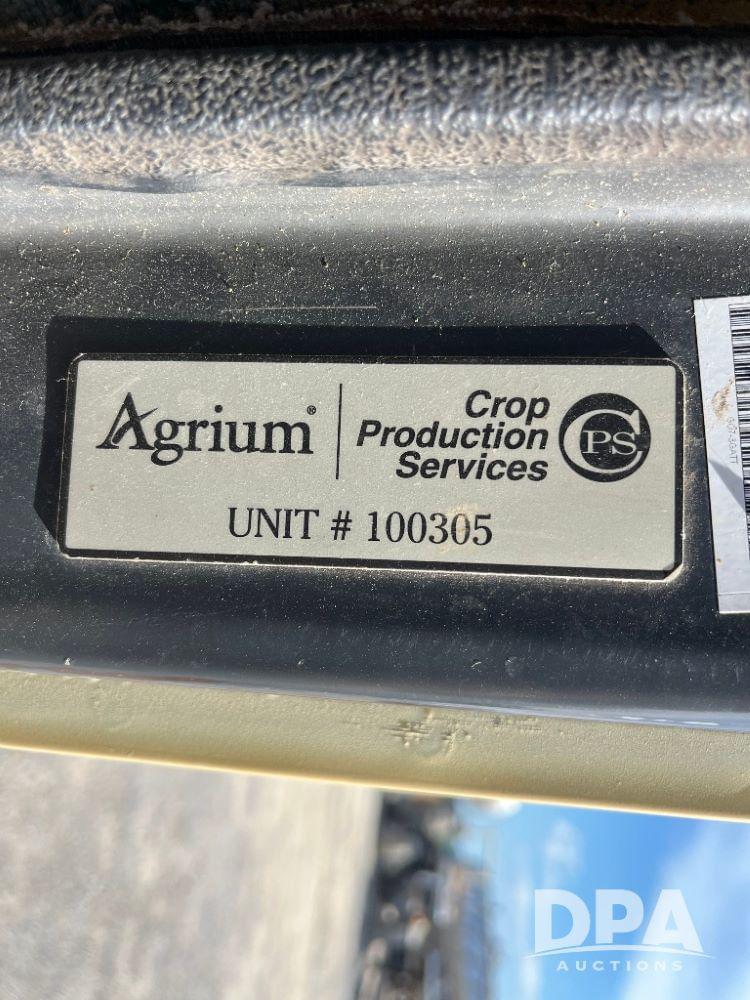 Agrium®
Crop
Production
Services
CPS
UNIT # 100305
DPA
AUCTIONS